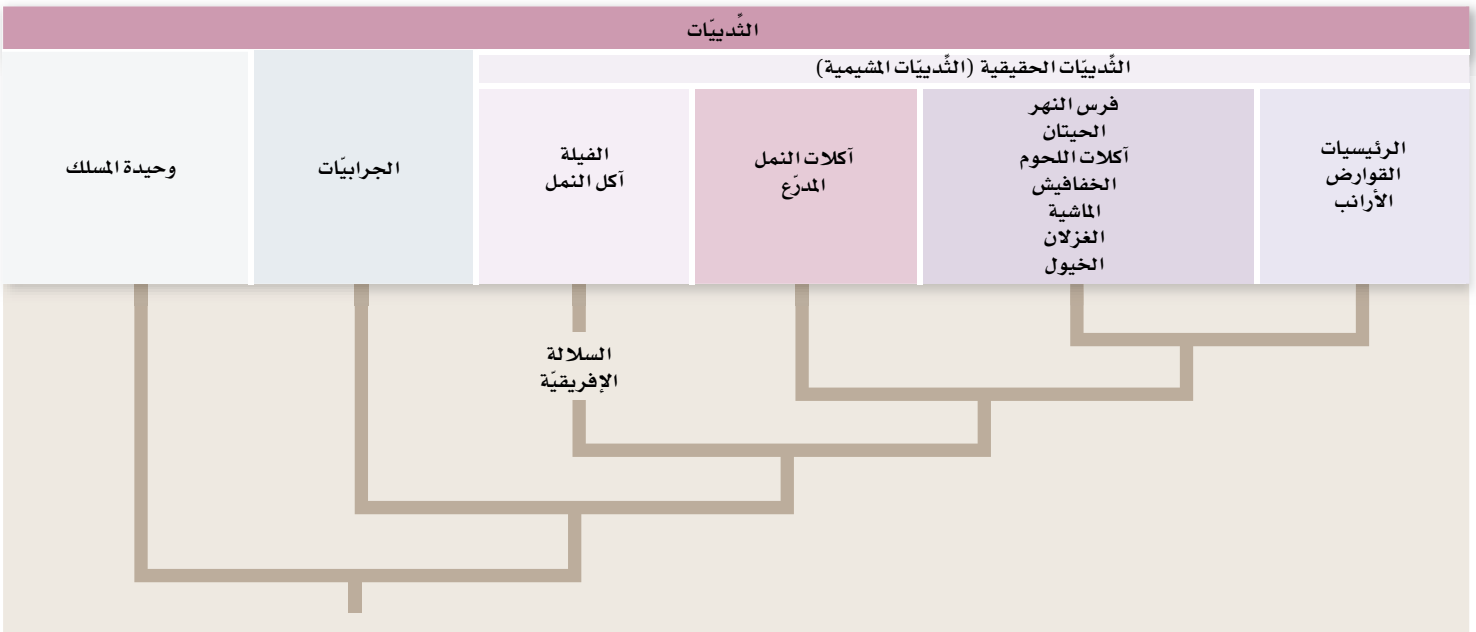 الثَّدييّات
الثَّدييّات الحقيقية (الثَّدييّات المشيمية)
الرئيسيات
القوارض
الأرانب
فرس النهر
الحيتان
آكلات اللحوم
الخفافيش
الماشية
الغزلان
الخيول
آكلات النمل
المدرّع
الفيلة
آكل النمل
الجرابيّات
وحيدة المسلك
السلالة
الإفريقيّة